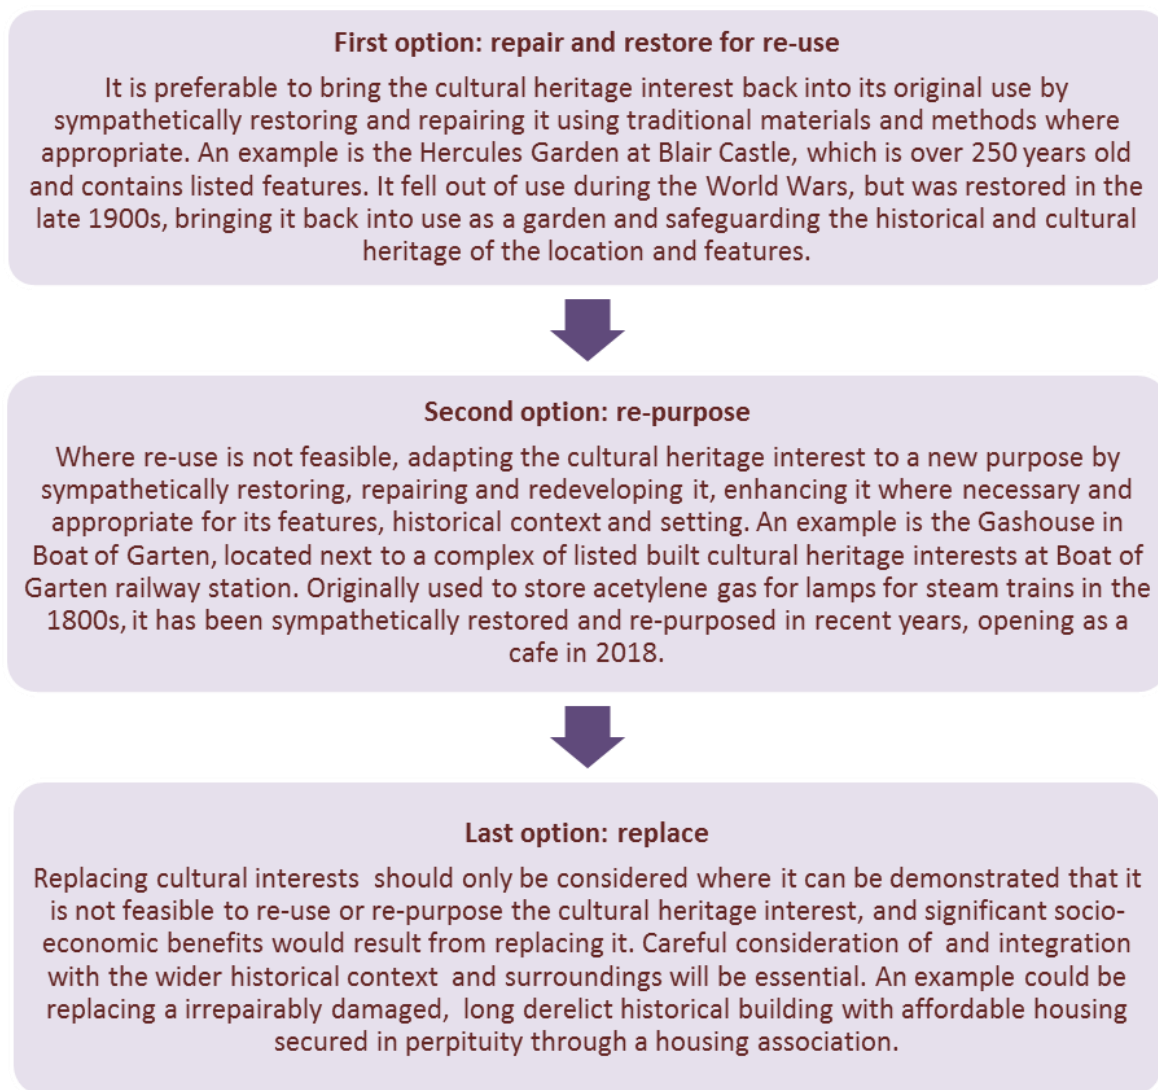 First option: repair and restore for re-use
It is preferable to bring the cultural heritage interest back into its original use by
sympathetically restoring and repairing it using traditional materials and methods where
appropriate. An example is the Hercules Garden at Blair Castle, which is over 250 years old
and contains listed features. It fell out of use during the World Wars, but was restored in the
late 1900s, bringing it back into use as a garden and safeguarding the historical and cultural
heritage of the location and features.
Second option: re-purpose
Where re-use is not feasible, adapting the cultural heritage interest to a new purpose by
sympathetically restoring, repairing and redeveloping it, enhancing it where necessary and
appropriate for its features, historical context and setting. An example is the Gashouse in
Boat of Garten, located next to a complex of listed built cultural heritage interests at Boat of
Garten railway station. Originally used to store acetylene gas for lamps for steam trains in the
1800s, it has been sympathetically restored and re-purposed in recent years, opening as a
cafe in 2018.
Last option: replace
Replacing cultural interests should only be considered where it can be demonstrated that it
is not feasible to re-use or re-purpose the cultural heritage interest, and significant socio-
economic benefits would result from replacing it. Careful consideration of and integration
with the wider historical context and surroundings will be essential. An example could be
replacing a irrepairably damaged, long derelict historical building with affordable housing
secured in perpetuity through a housing association.